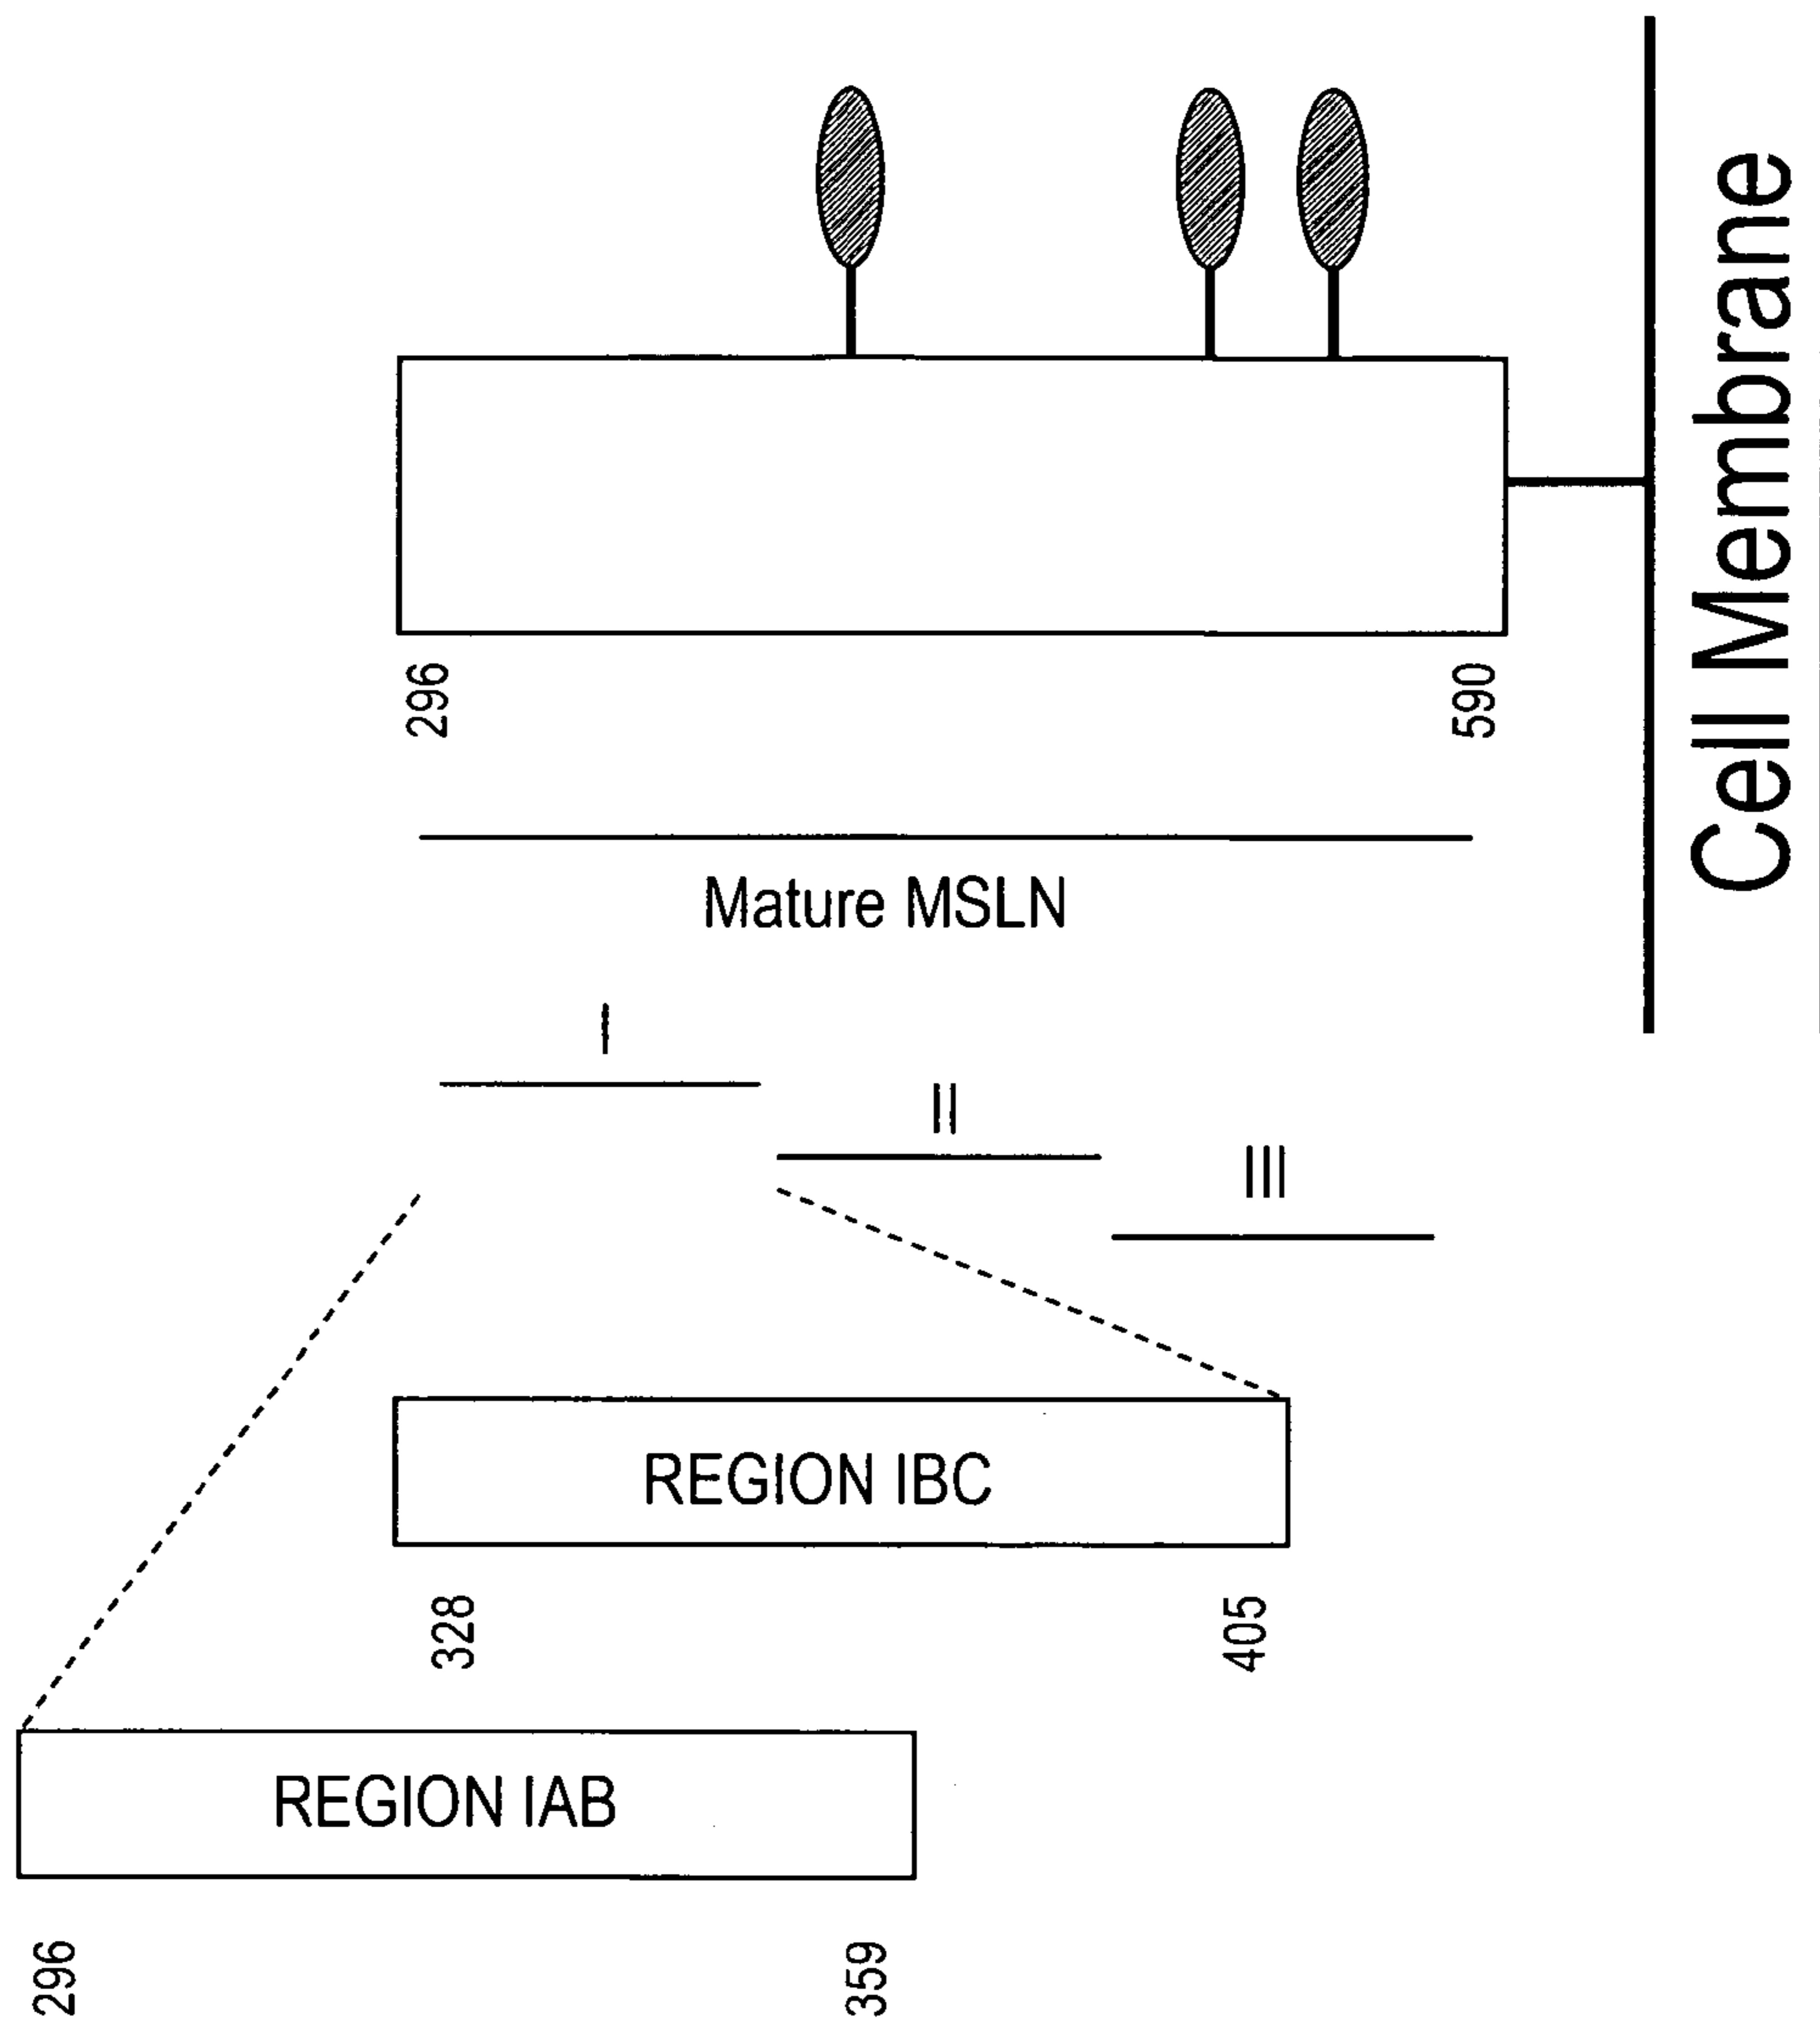 296
590
Mature MSLN
I
II
III
REGION IBC
328
405
REGION IAB
296
359
Cell Membrane